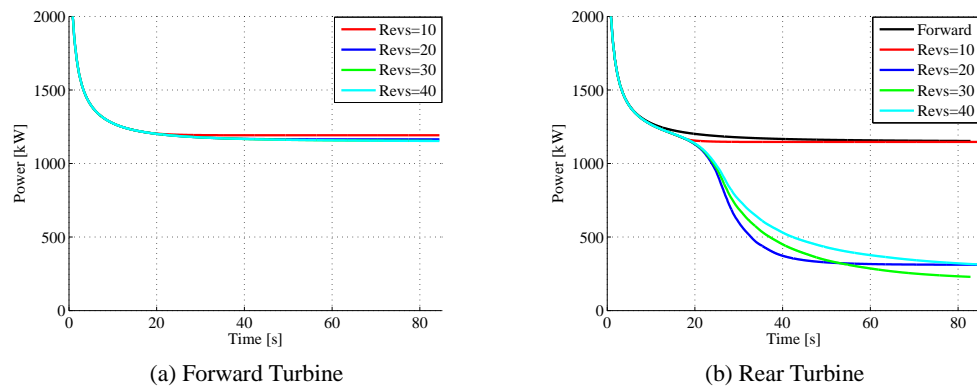 2000
1500
1000
500
0
Power [kW]
0 20 40 60 80
Time [s]
Revs=10
Revs=20
Revs=30
Revs=40
(a) Forward Turbine
2000
1500
1000
500
0
Power [kW]
0 20 40 60 80
Time [s]
Forward
Revs=10
Revs=20
Revs=30
Revs=40
(b) Rear Turbine